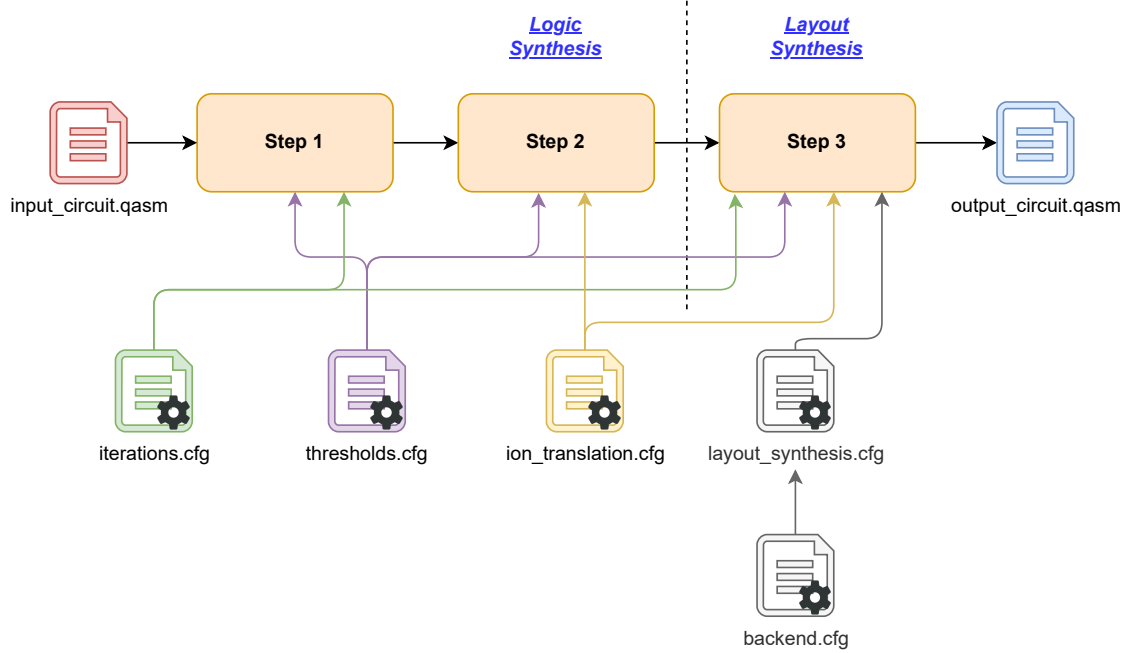 Logic
Synthesis
Layout
Synthesis
Step 1
Step 2
Step 3
input_circuit.qasm
output_circuit.qasm
iterations.cfg
thresholds.cfg
ion_translation.cfg
layout_synthesis.cfg
backend.cfg